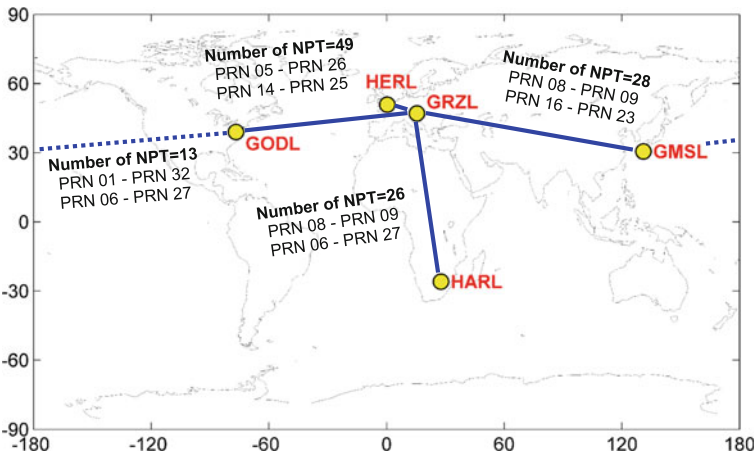 90
60
30
0
-30
-60
-90
-180
-120
-60
0
60
120
180
Number of NPT=49
PRN 05 - PRN 26
PRN 14 - PRN 25
HERL
GRZL
Number of NPT=28
PRN 08 - PRN 09
PRN 16 - PRN 23
GODL
GMSL
Number of NPT=13
PRN 01 - PRN 32
PRN 06 - PRN 27
Number of NPT=26
PRN 08 - PRN 09
PRN 06 - PRN 27
HARL